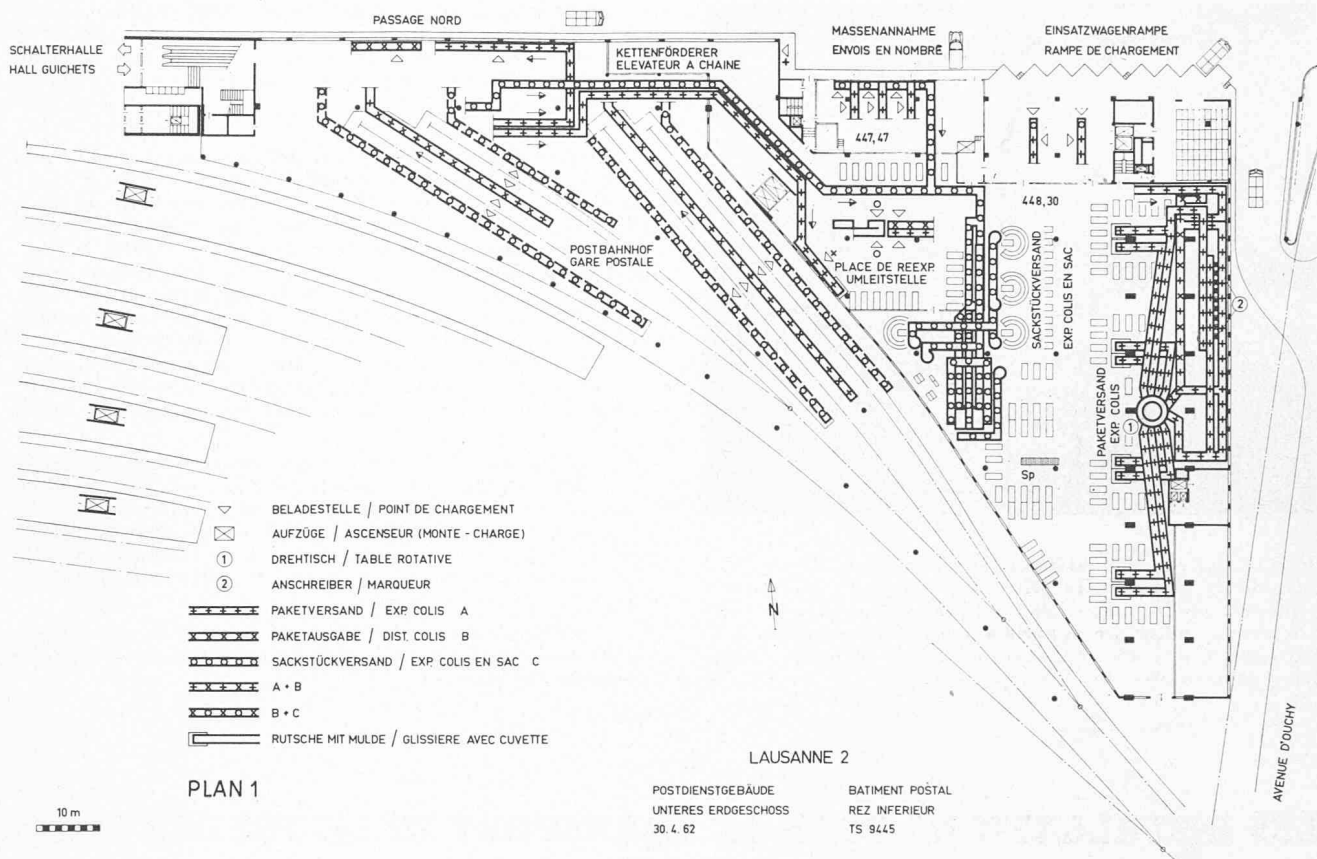 PASSAGE NORD
SCHALTERHALLE
HALL GUICHETS
KETTENFÖRDERER
ELEVATEUR A CHAINE
MASSENANNAHME
ENVOIS EN NOMBRE
EINSATZWAGENRAMPE
RAMPE DE CHARGEMENT
447,47
448,30
POSTBAHNHOF
GARE POSTALE
PLACE DE REEXP.
UMLEITSTELLE
SACKSTÜCKVERSAND
EXP. COLIS EN SAC
PAKETVERSAND
EXP. COLIS
1
2
Sp
N
AVENUE D'OUCHY
BELADESTELLE / POINT DE CHARGEMENT
AUFZÜGE / ASCENSEUR (MONTE - CHARGE)
1 DREHTISCH / TABLE ROTATIVE
2 ANSCHREIBER / MARQUEUR
PAKETVERSAND / EXP. COLIS A
PAKETAUSGABE / DIST. COLIS B
SACKSTÜCKVERSAND / EXP. COLIS EN SAC C
A + B
B + C
RUTSCHE MIT MULDE / GLISSIERE AVEC CUVETTE
PLAN 1
10 m
LAUSANNE 2
POSTDIENSTGEBÄUDE
UNTERES ERDGESCHOSS
30. 4. 62
BATIMENT POSTAL
REZ INFERIEUR
TS 9445